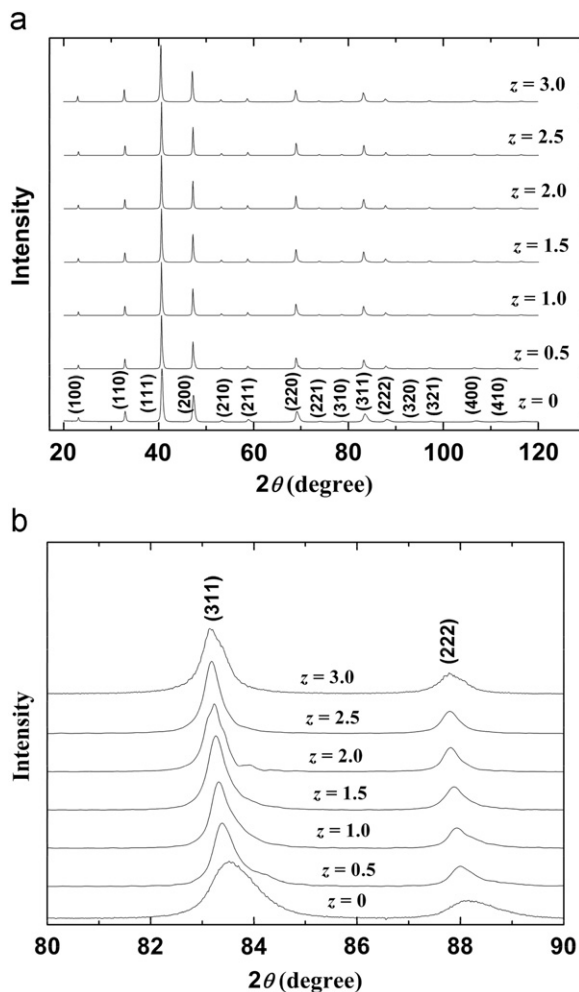 a
Intensity
z = 3.0
z = 2.5
z = 2.0
z = 1.5
z = 1.0
z = 0.5
(100) (110) (111) (200) (210) (211) (220) (221) (310) (311) (222) (320) (321) (400) (410) z = 0
20 40 60 80 100 120
2θ (degree)
b
Intensity
(311) (222)
z = 3.0
z = 2.5
z = 2.0
z = 1.5
z = 1.0
z = 0.5
z = 0
80 82 84 86 88 90
2θ (degree)